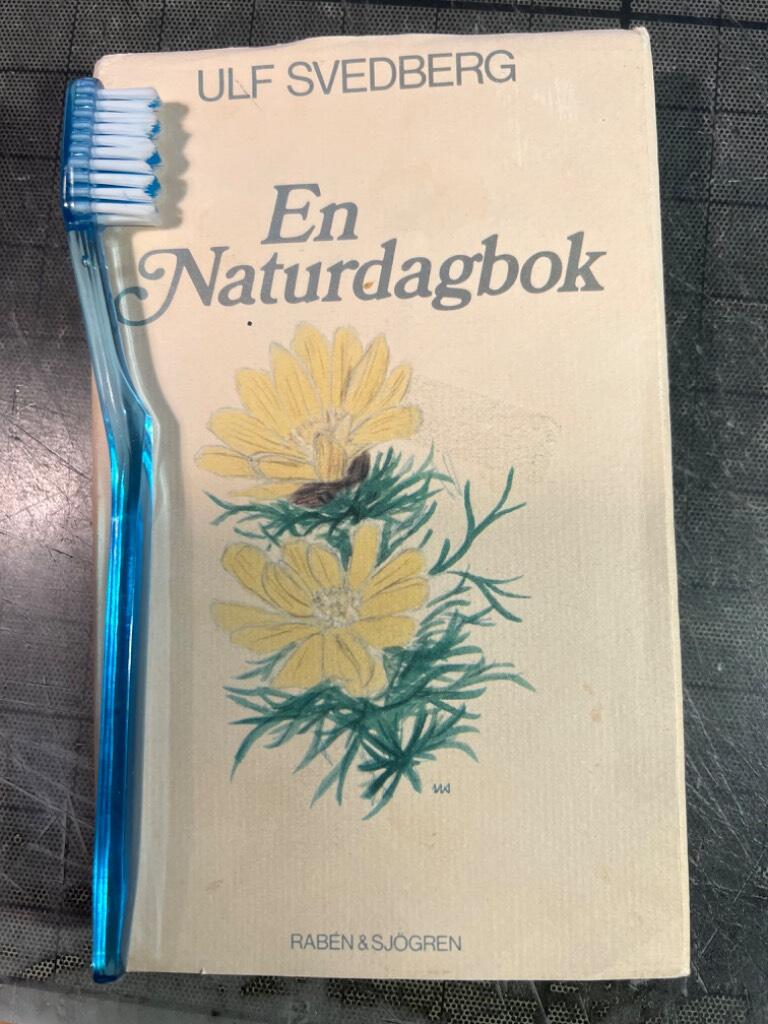 ULF SVEDBERG
En
Naturdagbok
RABÉN & SJÖGREN